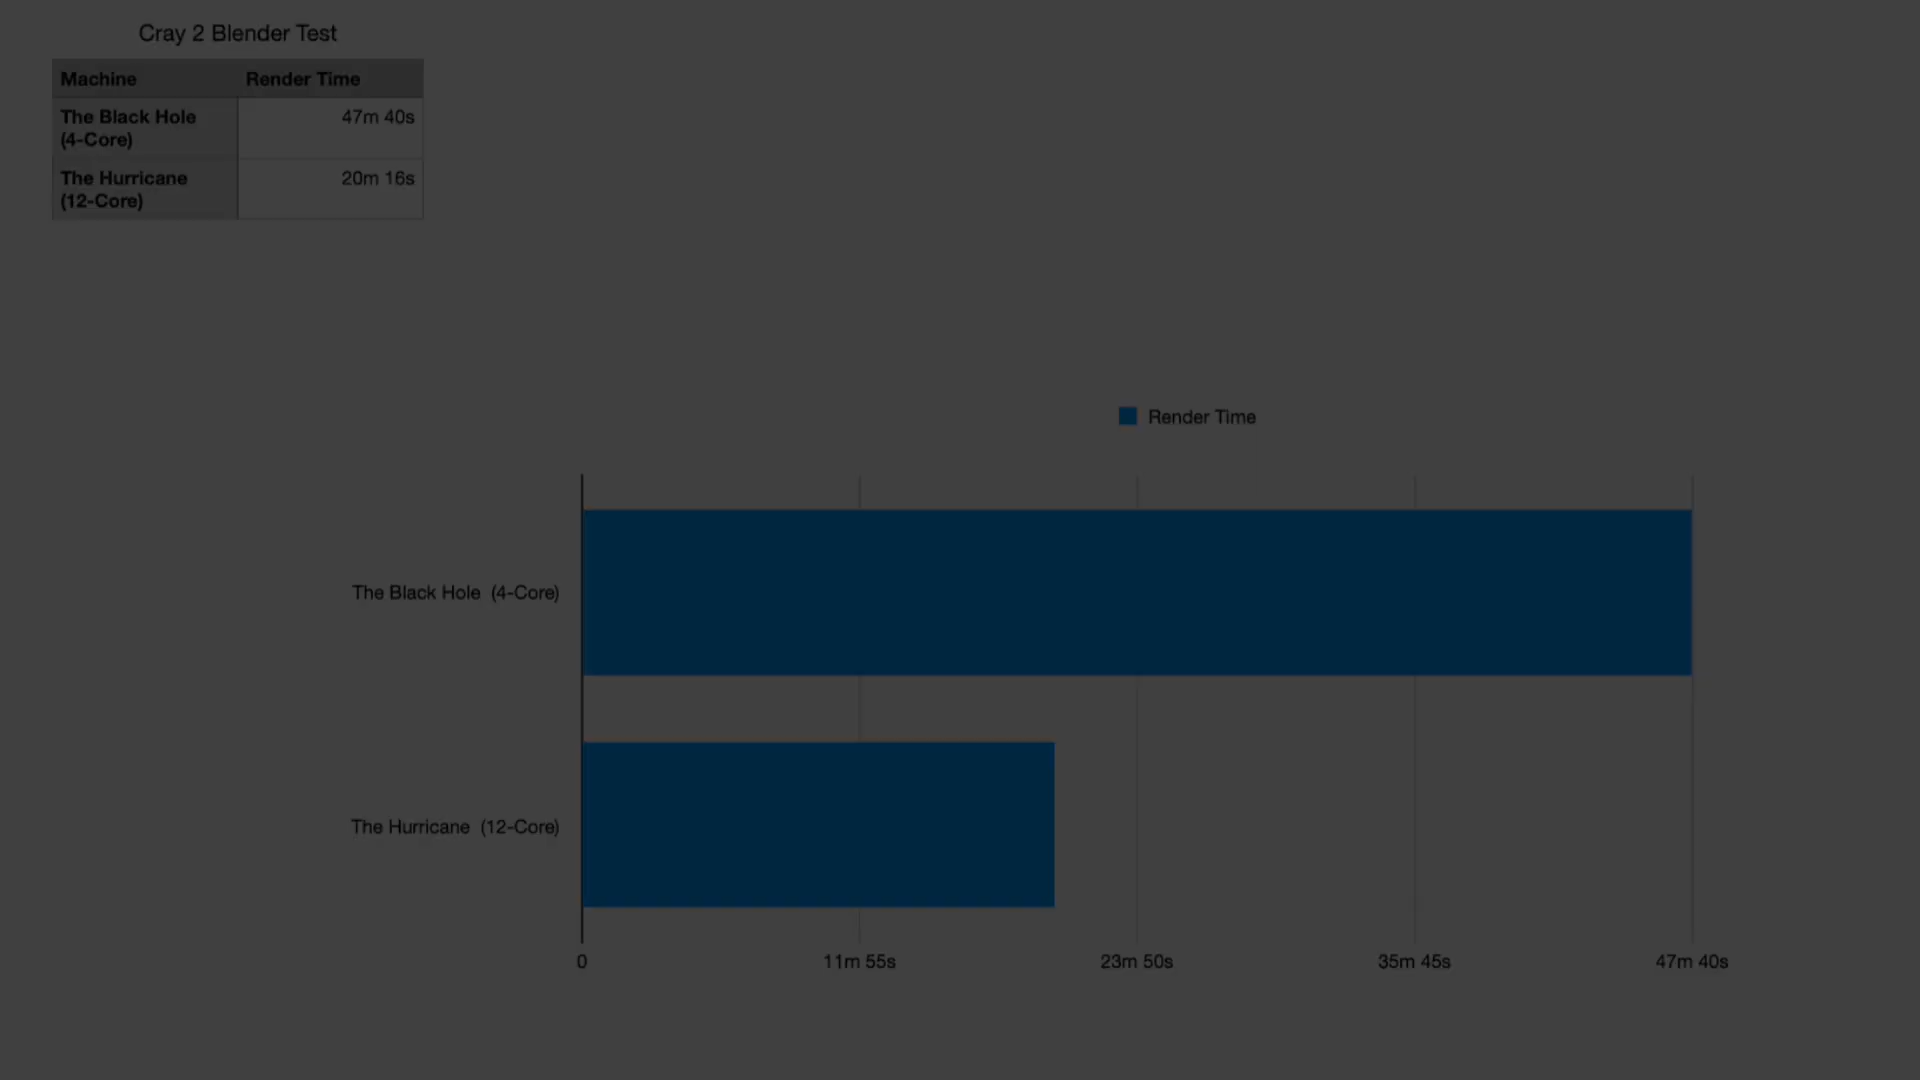 Cray 2 Blender Test
Machine Render Time
The Black Hole 47m 40s
(4-Core)
The Hurricane 20m 16s
(12-Core)
Render Time
The Black Hole (4-Core)
The Hurricane (12-Core)
0 11m 55s 23m 50s 35m 45s 47m 40s